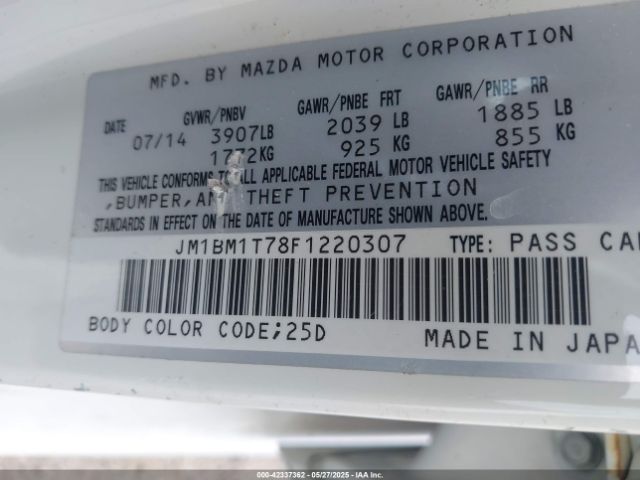 MFD. BY MAZDA MOTOR CORPORATION
DATE GVWR/PNBV GAWR/PNBE FRT GAWR/PNBE RR
07/14 3907LB 2039 LB 1885 LB
1772KG 925 KG 855 KG
THIS VEHICLE CONFORMS TO ALL APPLICABLE FEDERAL MOTOR VEHICLE SAFETY
,BUMPER, THEFT PREVENTION
STANDARDS IN EFFECT ON THE DATE OF MANUFACTURE SHOWN ABOVE.
JM1BM1T78F1220307 TYPE: PASS CAR
BODY COLOR CODE;25D MADE IN JAPA
000-42337362 • 05/27/2025 • IAA Inc.